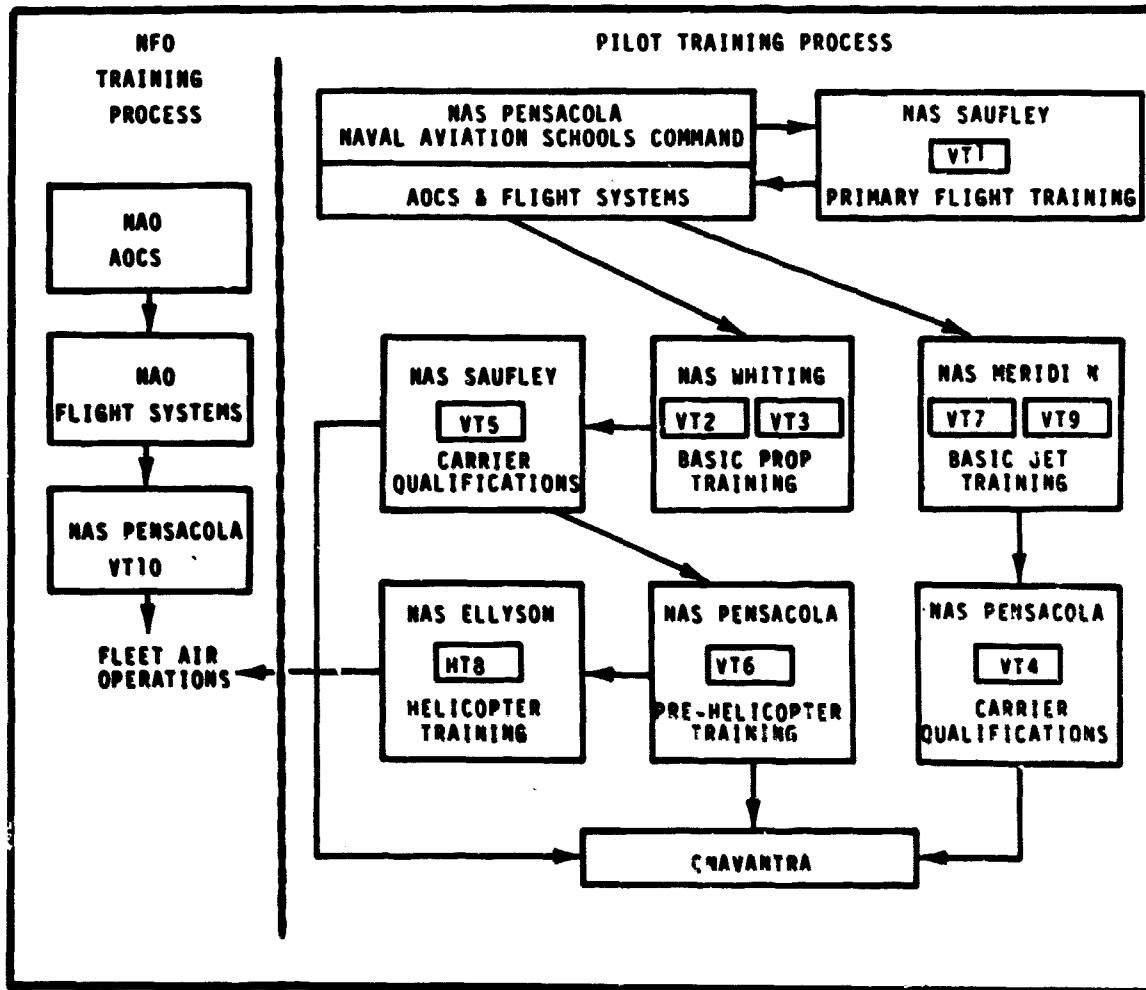 NFO
TRAINING
PROCESS
NAO
AOCS
NAO
FLIGHT SYSTEMS
NAS PENSACOLA
VT10
FLEET AIR
OPERATIONS
PILOT TRAINING PROCESS
NAS PENSACOLA
NAVAL AVIATION SCHOOLS COMMAND
AOCS & FLIGHT SYSTEMS
NAS SAUFLEY
VT1
PRIMARY FLIGHT TRAINING
NAS SAUFLEY
VT5
CARRIER
QUALIFICATIONS
NAS WHITING
VT2 VT3
BASIC PROP
TRAINING
NAS MERIDI N
VT7 VT9
BASIC JET
TRAINING
NAS ELLYSON
HT8
HELICOPTER
TRAINING
NAS PENSACOLA
VT6
PRE-HELICOPTER
TRAINING
NAS PENSACOLA
VT4
CARRIER
QUALIFICATIONS
CNAVANTRA